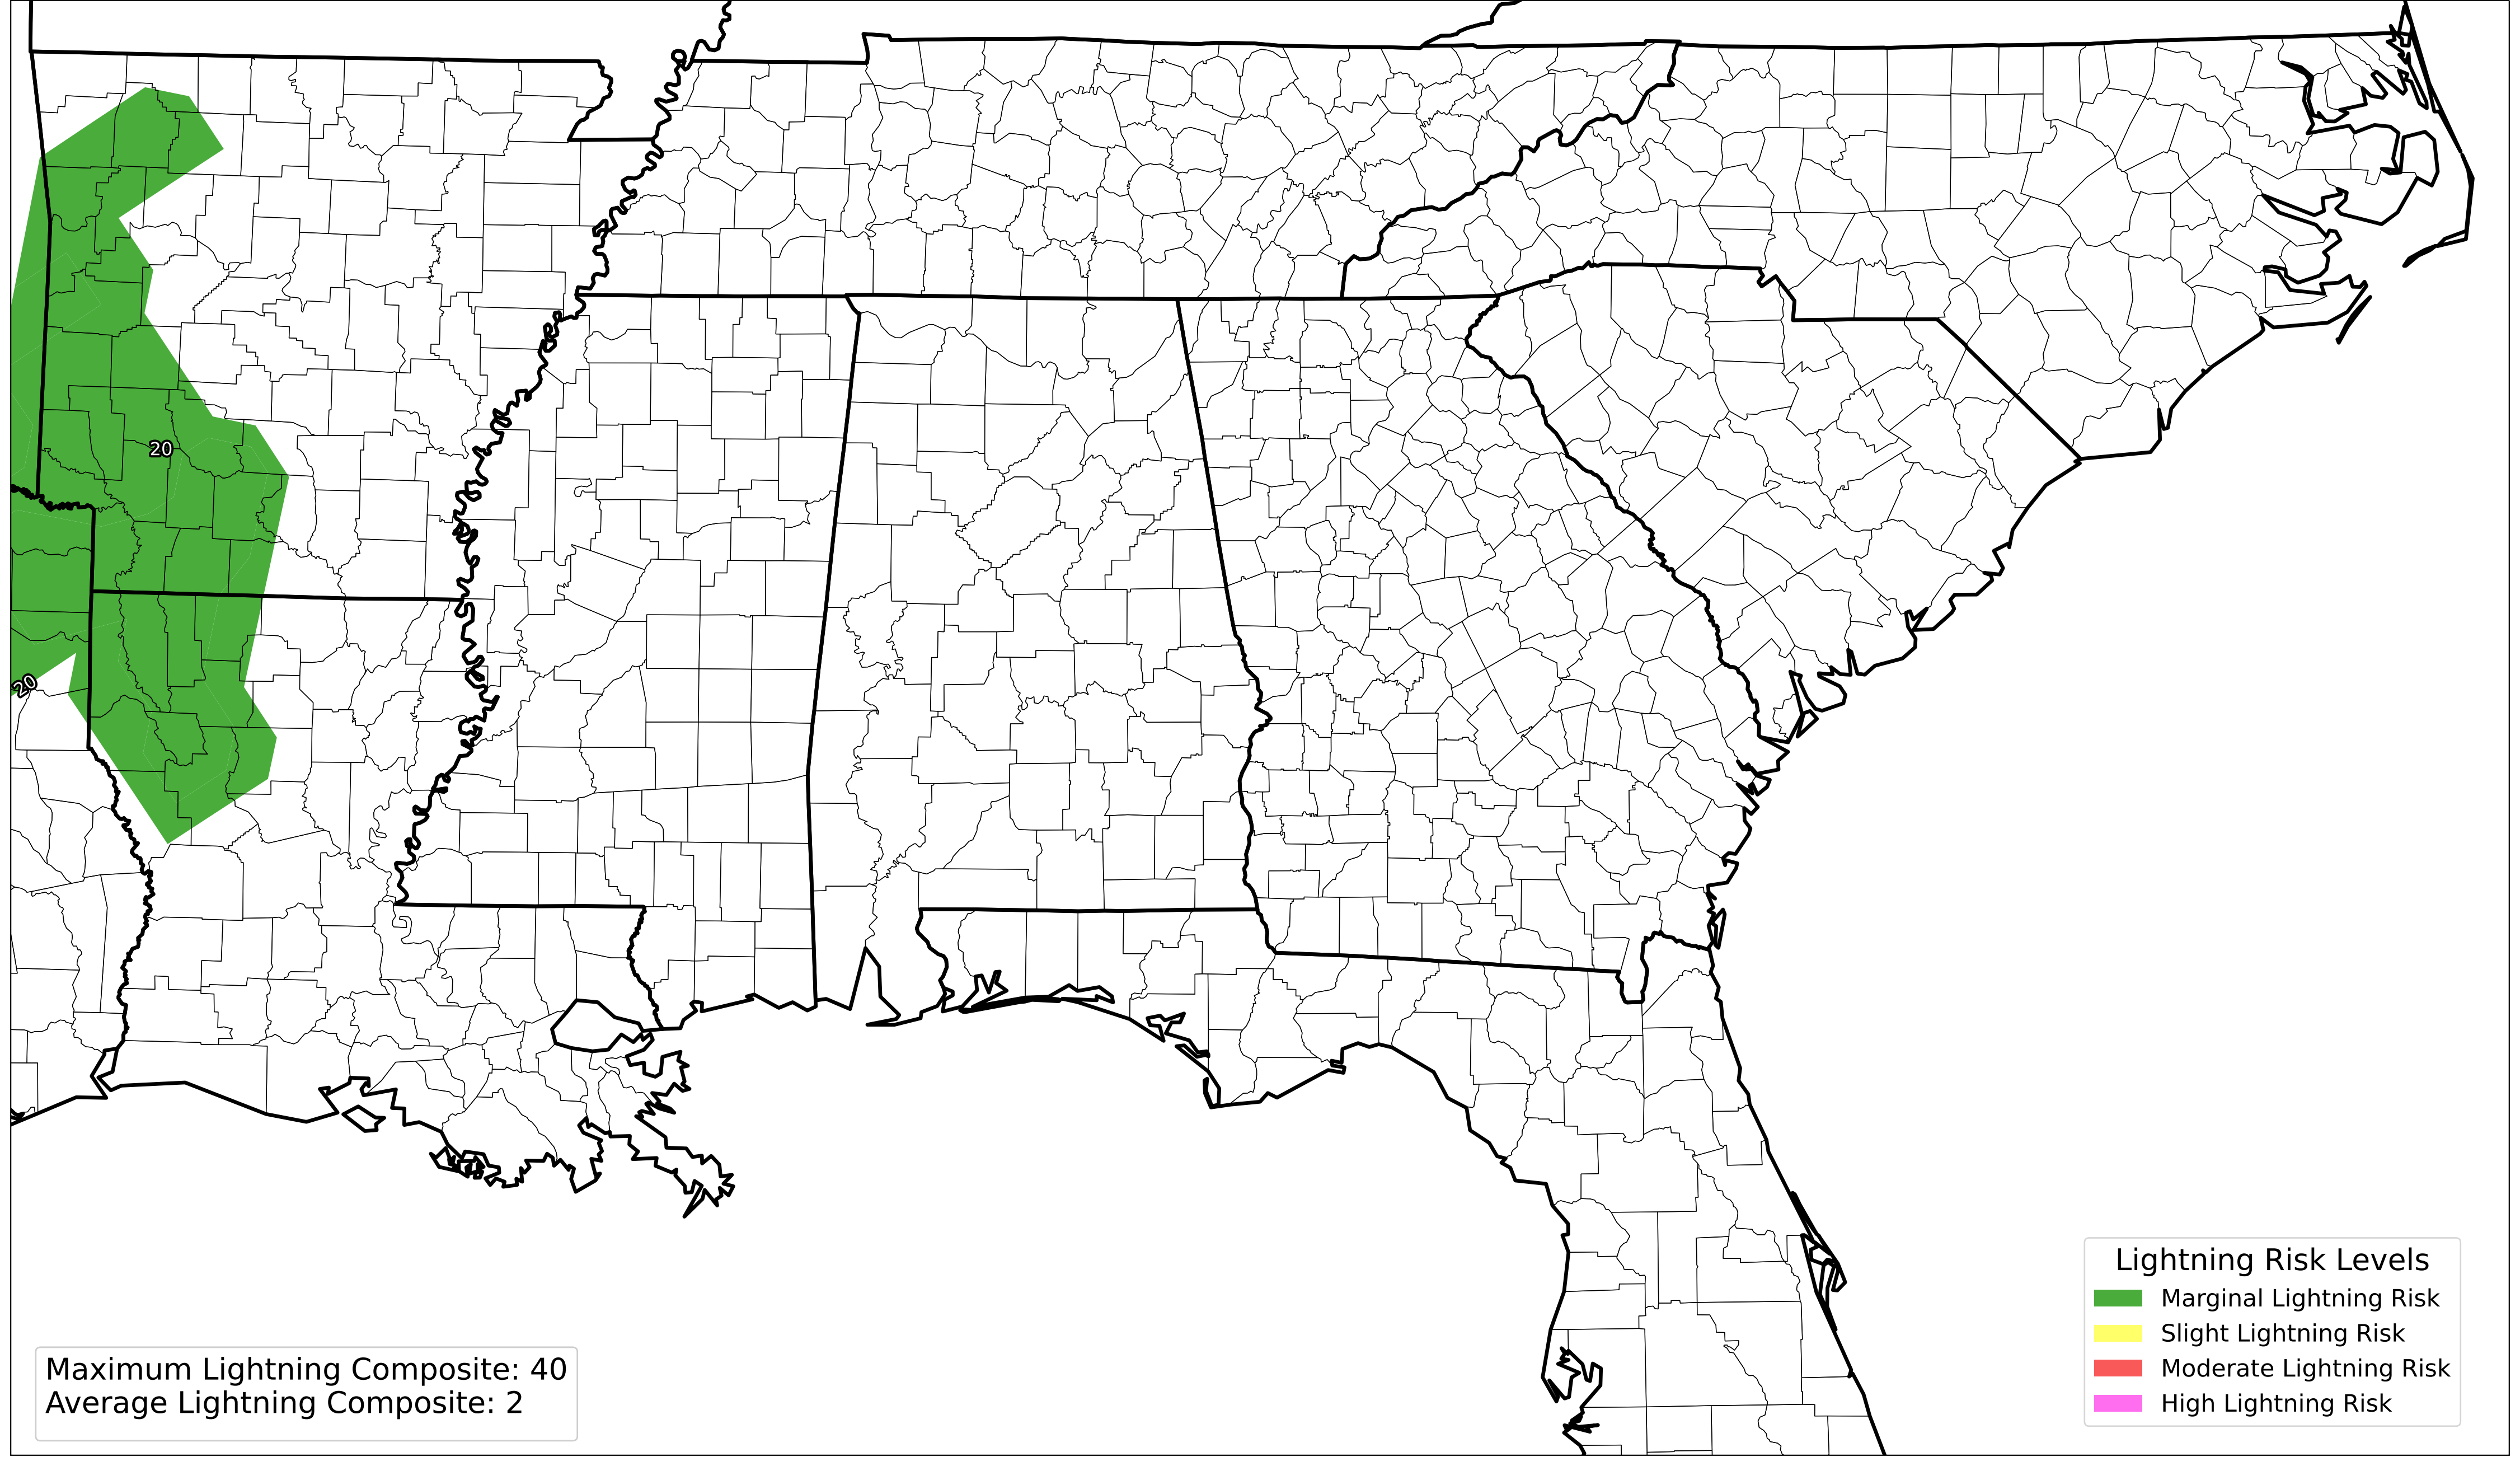 20
20
Lightning Risk Levels
Marginal Lightning Risk
Slight Lightning Risk
Moderate Lightning Risk
High Lightning Risk
Maximum Lightning Composite: 40
Average Lightning Composite: 2